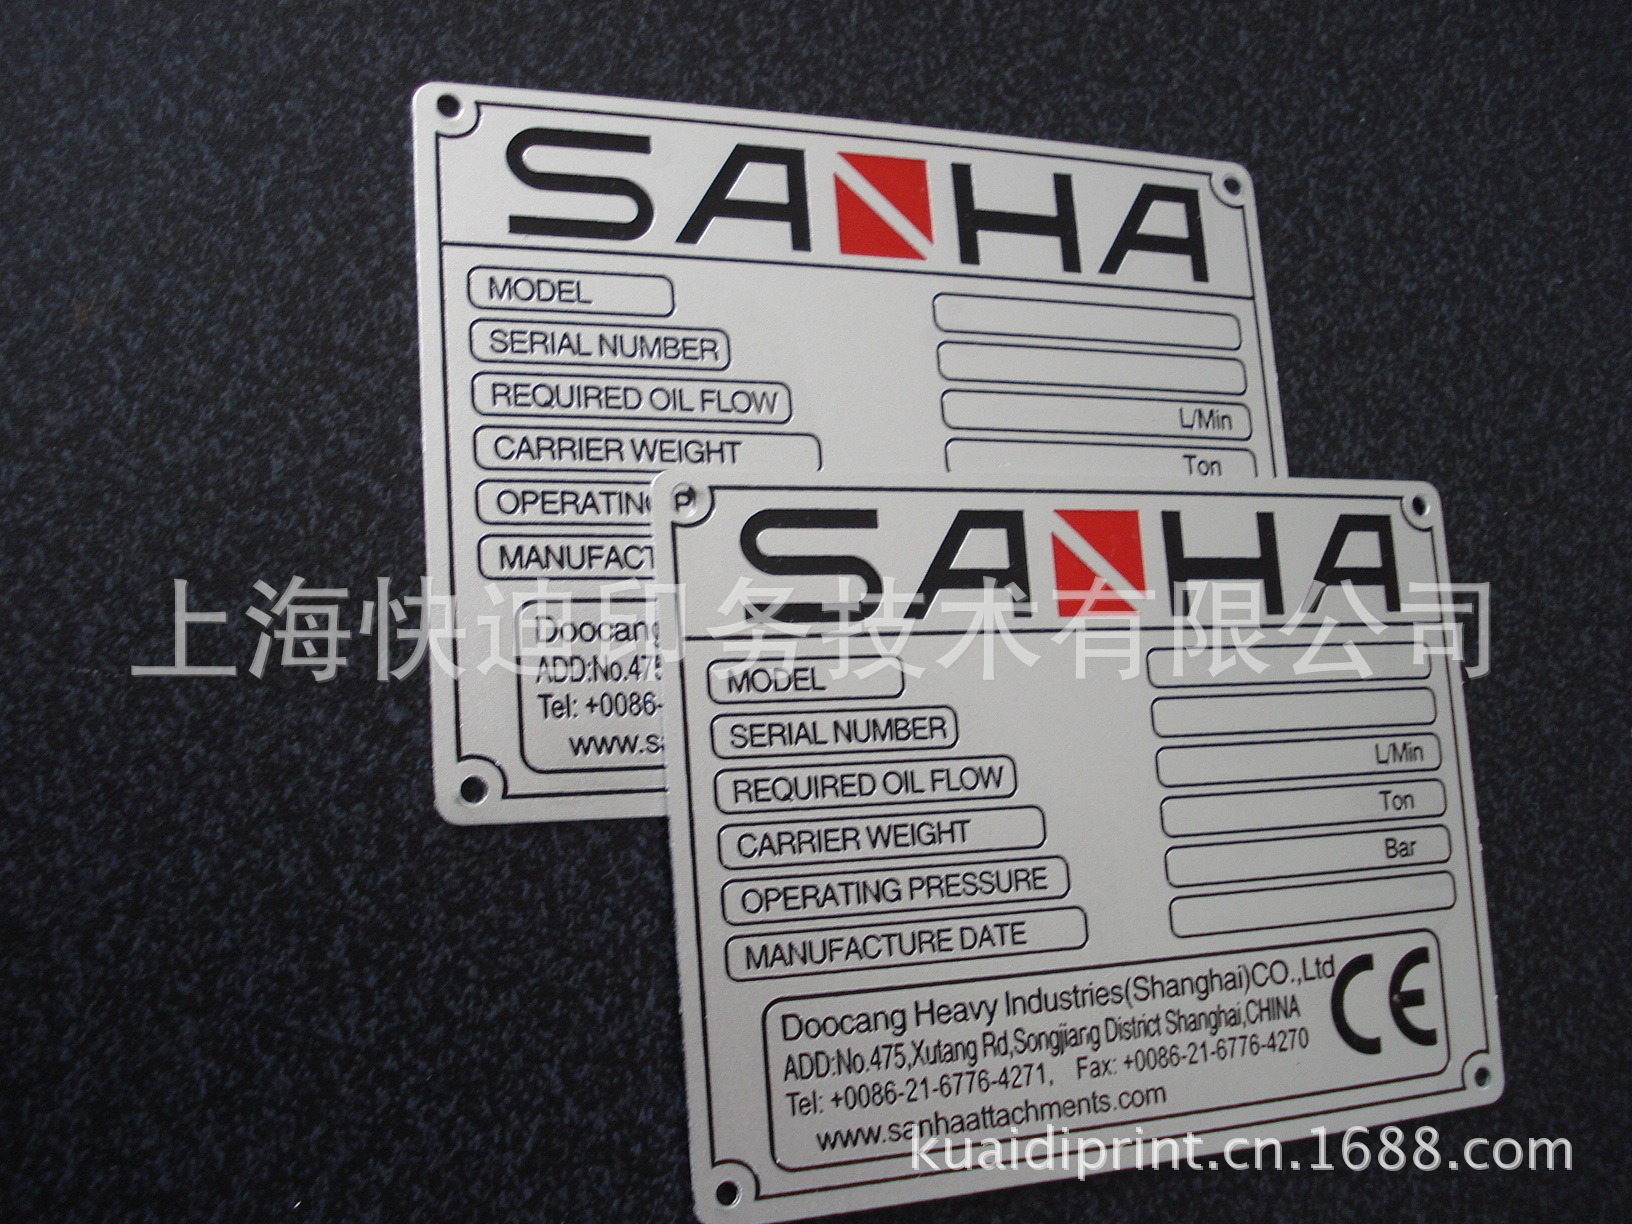 SANHA
MODEL
SERIAL NUMBER
REQUIRED OIL FLOW
L/Min
CARRIER WEIGHT
Ton
OPERATING
MANUFACT
Doocang
ADD:No.475
Tel: +0086-
www.sa
SANHA
MODEL
SERIAL NUMBER
REQUIRED OIL FLOW
L/Min
CARRIER WEIGHT
Ton
OPERATING PRESSURE
Bar
MANUFACTURE DATE
Doocang Heavy Industries(Shanghai)CO.,Ltd
ADD:No.475,Xutang Rd,Songjiang District Shanghai,CHINA
Tel: +0086-21-6776-4271, Fax: +0086-21-6776-4270
www.sanhaattachments.com
CE
上海快迪印务技术有限公司
kuaidiprint.cn.1688.com